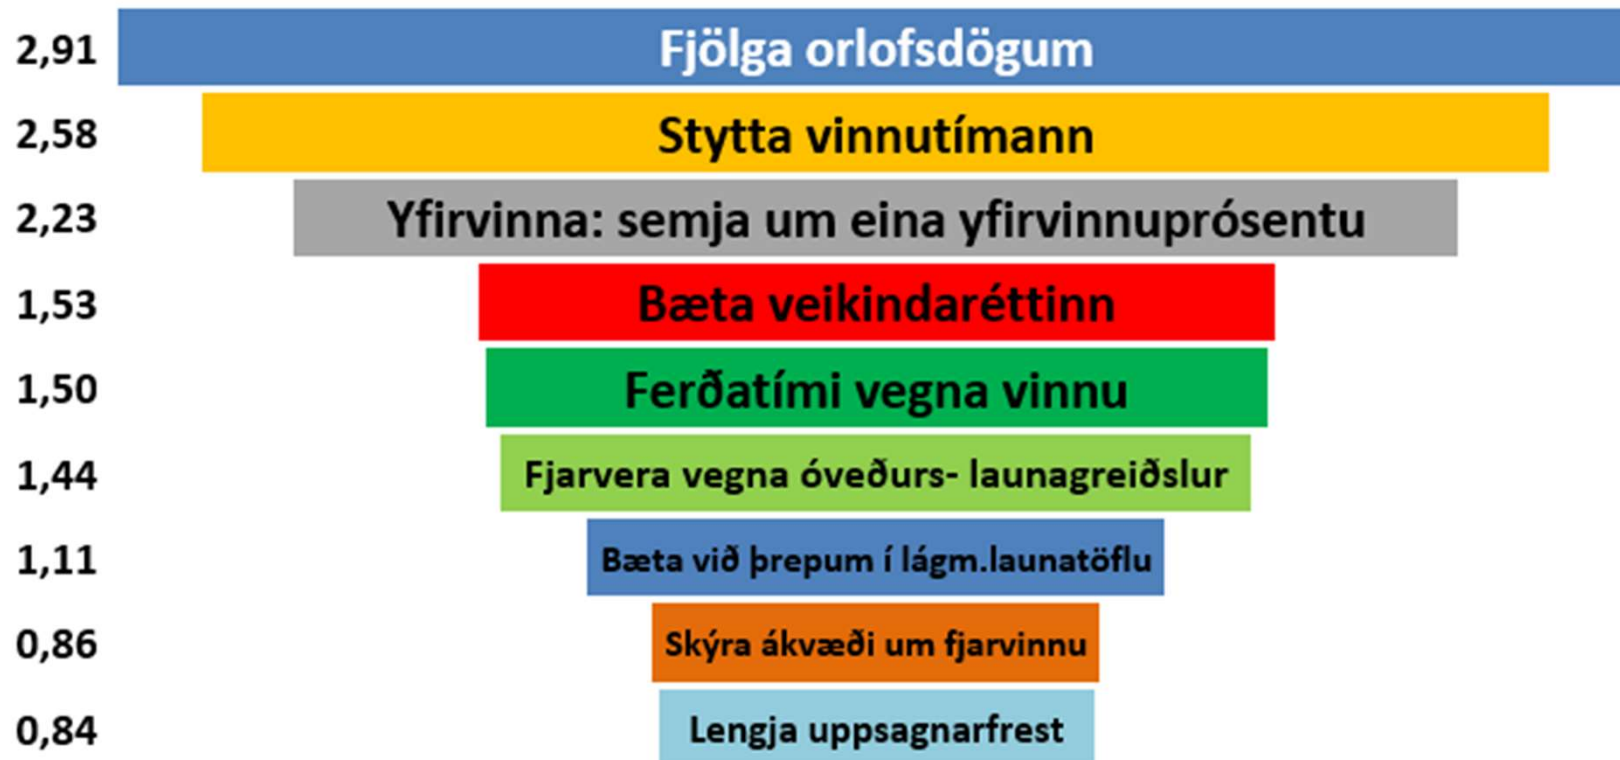 2,91 Fjölga orlofsdögum
2,58 Stytta vinnutímann
2,23 Yfirvinna: semja um eina yfirvinnuprósentu
1,53 Bæta veikindaréttinn
1,50 Ferðatími vegna vinnu
1,44 Fjarvera vegna óveðurs- launagreiðslur
1,11 Bæta við þrepum í lágm.launatöflu
0,86 Skýra ákvæði um fjarvinnu
0,84 Lengja uppsagnarfrest